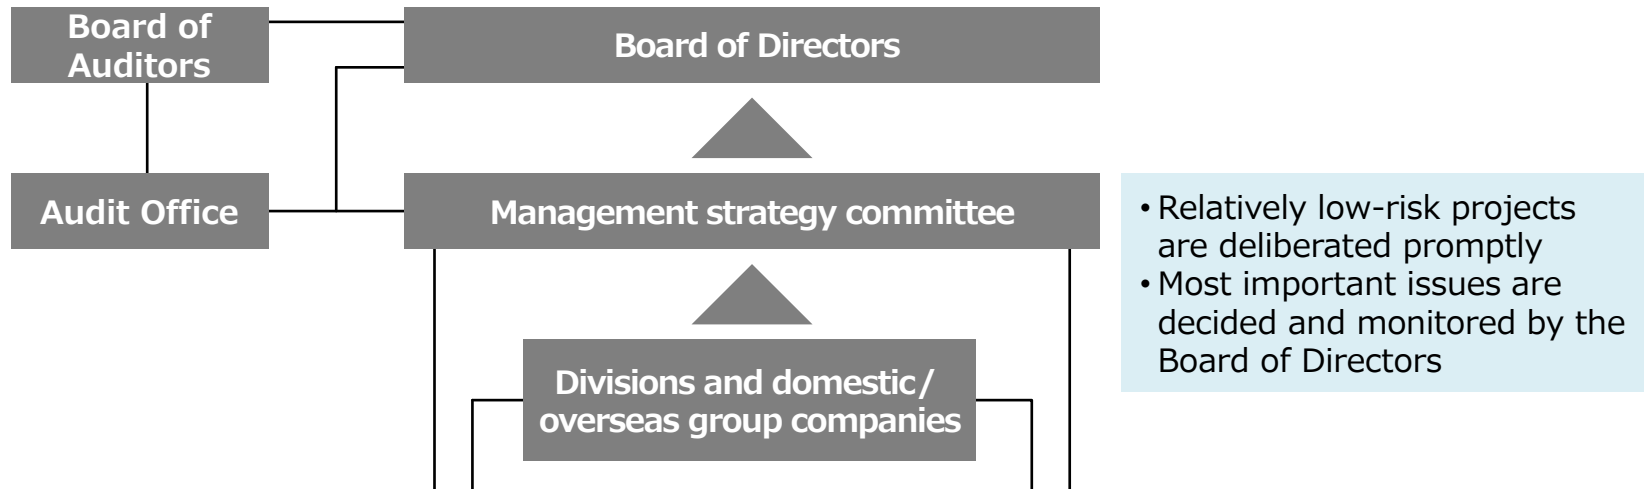 Board of
Auditors
Board of Directors
Audit Office
Management strategy committee
• Relatively low-risk projects
are deliberated promptly
• Most important issues are
decided and monitored by the
Board of Directors
Divisions and domestic/
overseas group companies